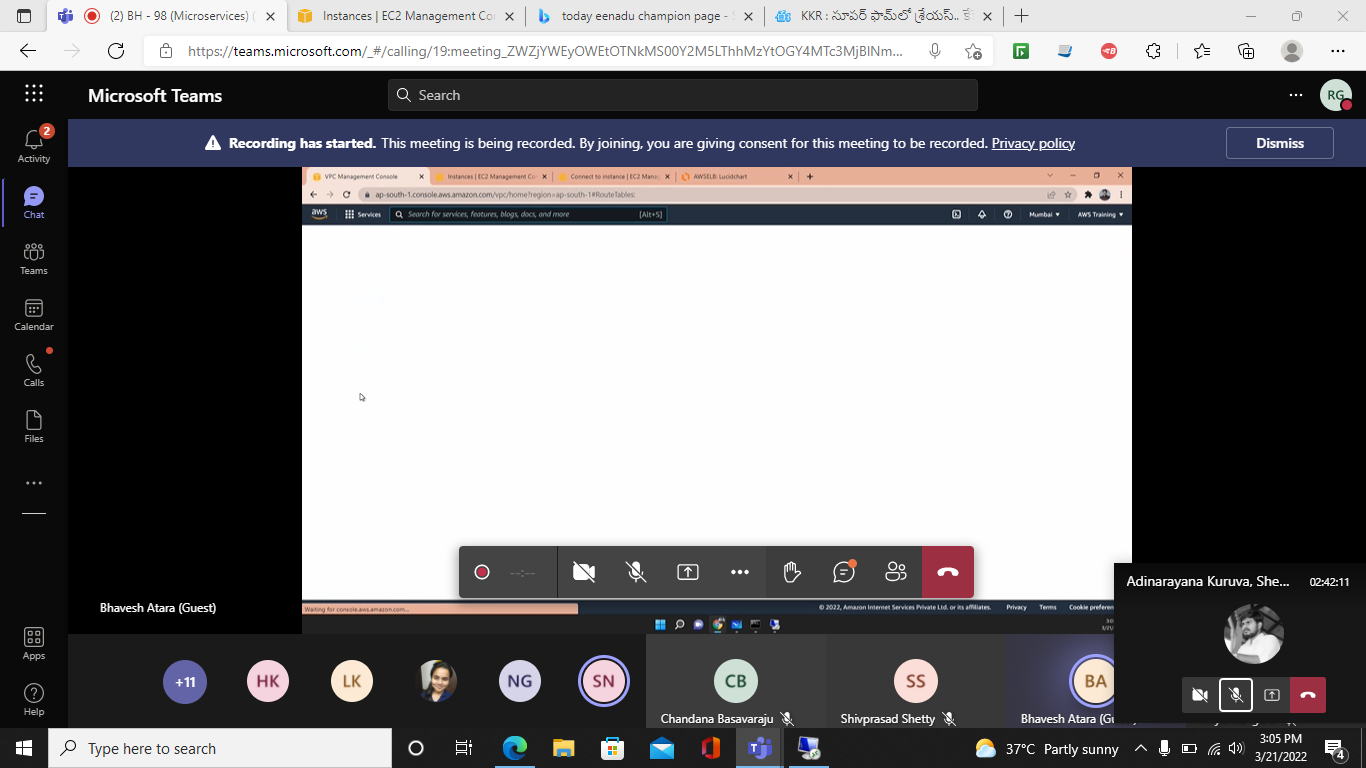 (2) BH - 98 (Microservices) (
Instances | EC2 Management Co
today eenadu champion page - S
KKR : సూపర్ ఫామ్‌లో శ్రేయస్.. కే
https://teams.microsoft.com/_#/calling/19:meeting_ZWZjYWEyOWEtOTNkMS00Y2M5LThhMzYtOGY4MTc3MjBlNm...
Microsoft Teams
Search
RG
2
Activity
Chat
Teams
Calendar
Calls
Files
Apps
Help
Recording has started. This meeting is being recorded. By joining, you are giving consent for this meeting to be recorded. Privacy policy
Dismiss
VPC Management Console
Instances | EC2 Management Co
Connect to instance | EC2 Manag
AWSELB: Lucidchart
ap-south-1.console.aws.amazon.com/vpc/home?region=ap-south-1#RouteTables:
aws
Services
Search for services, features, blogs, docs, and more
[Alt+S]
Mumbai
AWS Training
--:--
Bhavesh Atara (Guest)
Waiting for console.aws.amazon.com...
© 2022, Amazon Internet Services Private Ltd. or its affiliates.
Privacy
Terms
Cookie preferen
Adinarayana Kuruva, She...
02:42:11
+11
HK
LK
NG
SN
CB
Chandana Basavaraju
SS
Shivprasad Shetty
BA
Bhavesh Atara (Gu
Type here to search
37°C Partly sunny
3:05 PM
3/21/2022
4